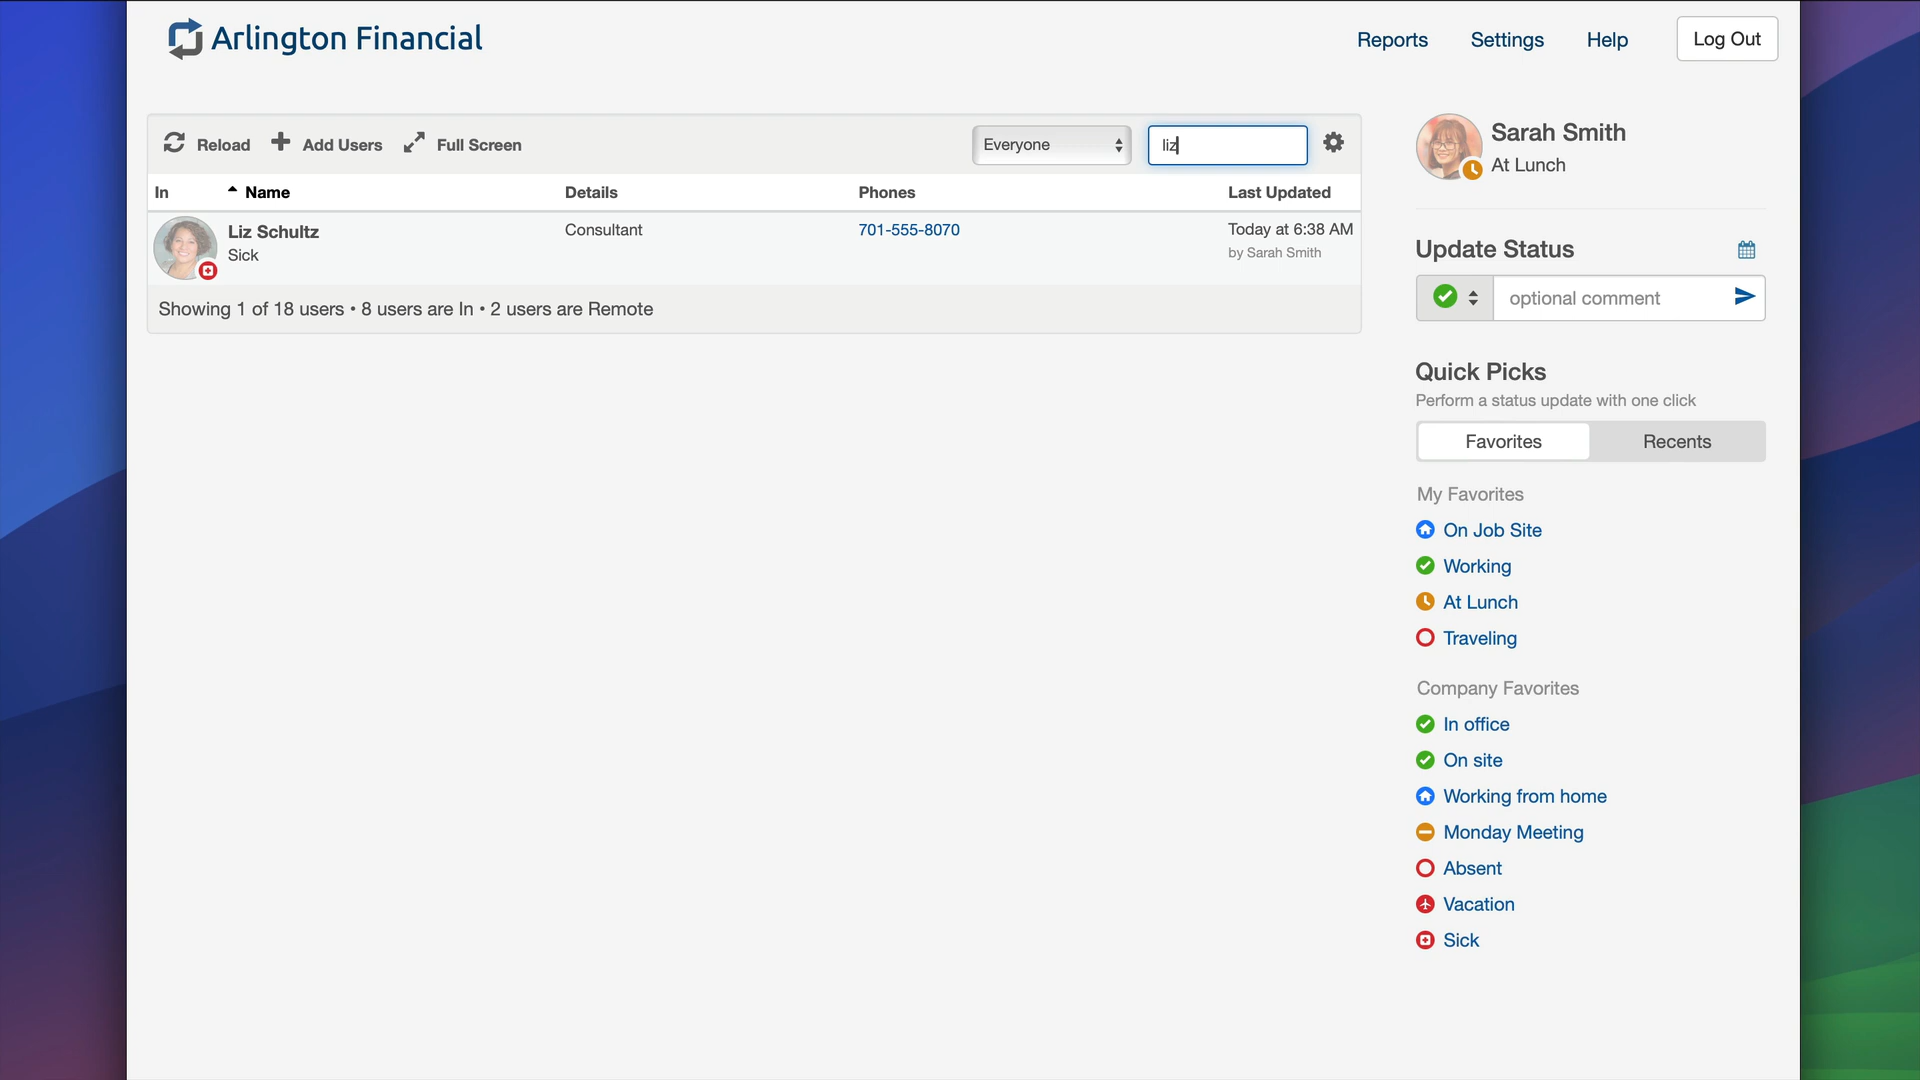 Arlington Financial
Reports Settings Help Log Out
Reload Add Users Full Screen Everyone liz
In Name Details Phones Last Updated
Liz Schultz Consultant 701-555-8070 Today at 6:38 AM
Sick by Sarah Smith
Showing 1 of 18 users • 8 users are In • 2 users are Remote
Sarah Smith
At Lunch
Update Status
optional comment
Quick Picks
Perform a status update with one click
Favorites Recents
My Favorites
On Job Site
Working
At Lunch
Traveling
Company Favorites
In office
On site
Working from home
Monday Meeting
Absent
Vacation
Sick